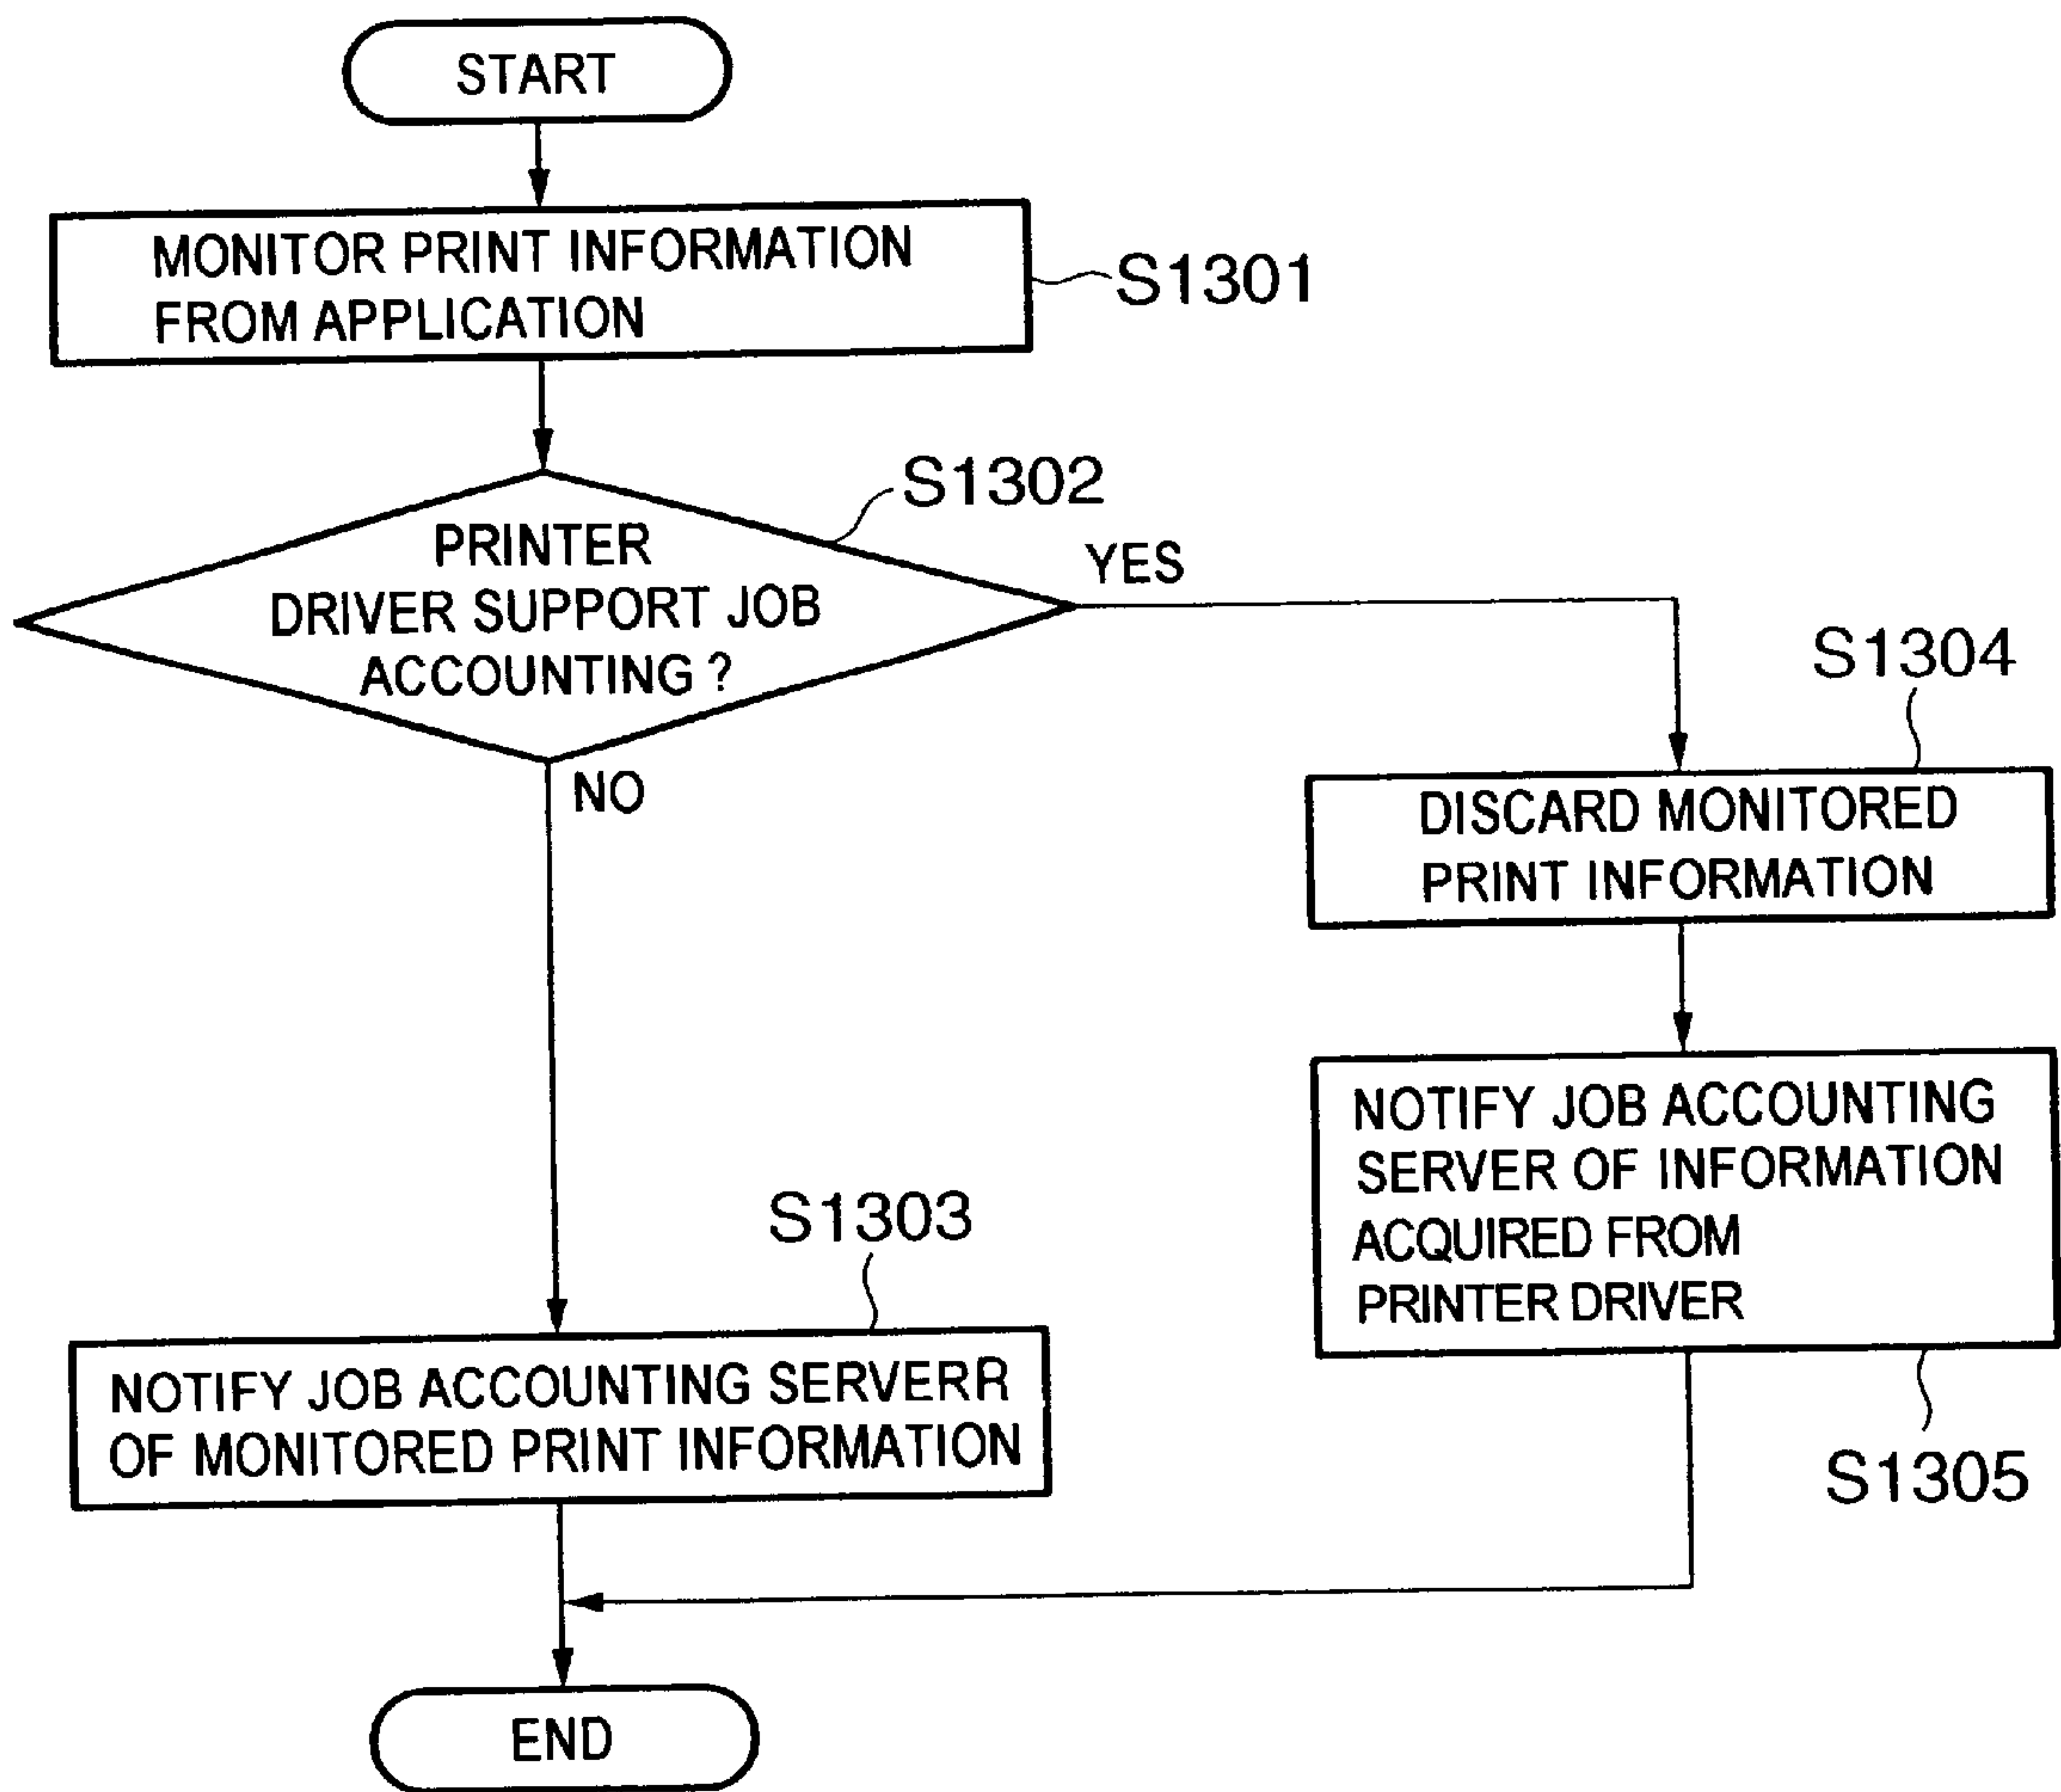 START
MONITOR PRINT INFORMATION
FROM APPLICATION
S1301
S1302
PRINTER
DRIVER SUPPORT JOB
ACCOUNTING ?
YES
NO
S1304
DISCARD MONITORED
PRINT INFORMATION
NOTIFY JOB ACCOUNTING
SERVER OF INFORMATION
ACQUIRED FROM
PRINTER DRIVER
S1305
S1303
NOTIFY JOB ACCOUNTING SERVERR
OF MONITORED PRINT INFORMATION
END